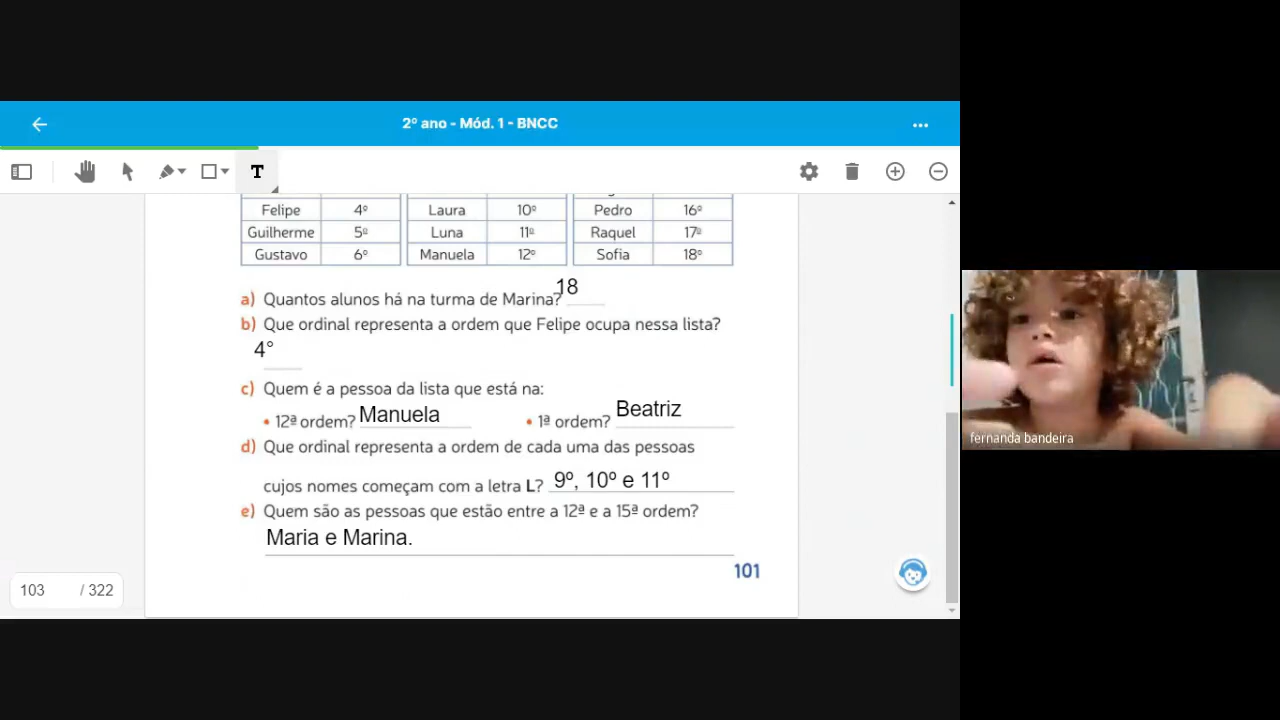 2º ano - Mód. 1 - BNCC
T
Felipe 4º Laura 10º Pedro 16º
Guilherme 5º Luna 11º Raquel 17º
Gustavo 6º Manuela 12º Sofia 18º
a) Quantos alunos há na turma de Marina? 18
b) Que ordinal representa a ordem que Felipe ocupa nessa lista?
4°
c) Quem é a pessoa da lista que está na:
• 12ª ordem? Manuela • 1ª ordem? Beatriz
d) Que ordinal representa a ordem de cada uma das pessoas
cujos nomes começam com a letra L? 9º, 10º e 11º
e) Quem são as pessoas que estão entre a 12ª e a 15ª ordem?
Maria e Marina.
101
103 / 322
fernanda bandeira